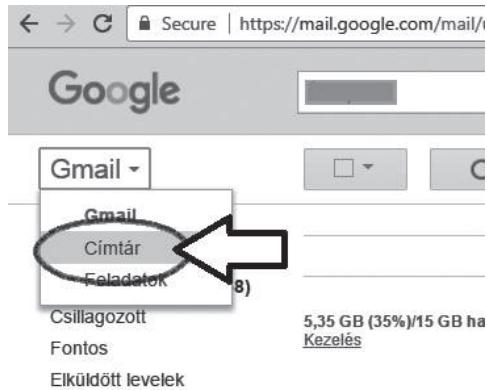 Secure | https://mail.google.com/mail/
Google
Gmail
Gmail
Címtár
Feladatok
8)
Csillagozott
5,35 GB (35%)/15 GB ha
Fontos
Kezelés
Elküldött levelek